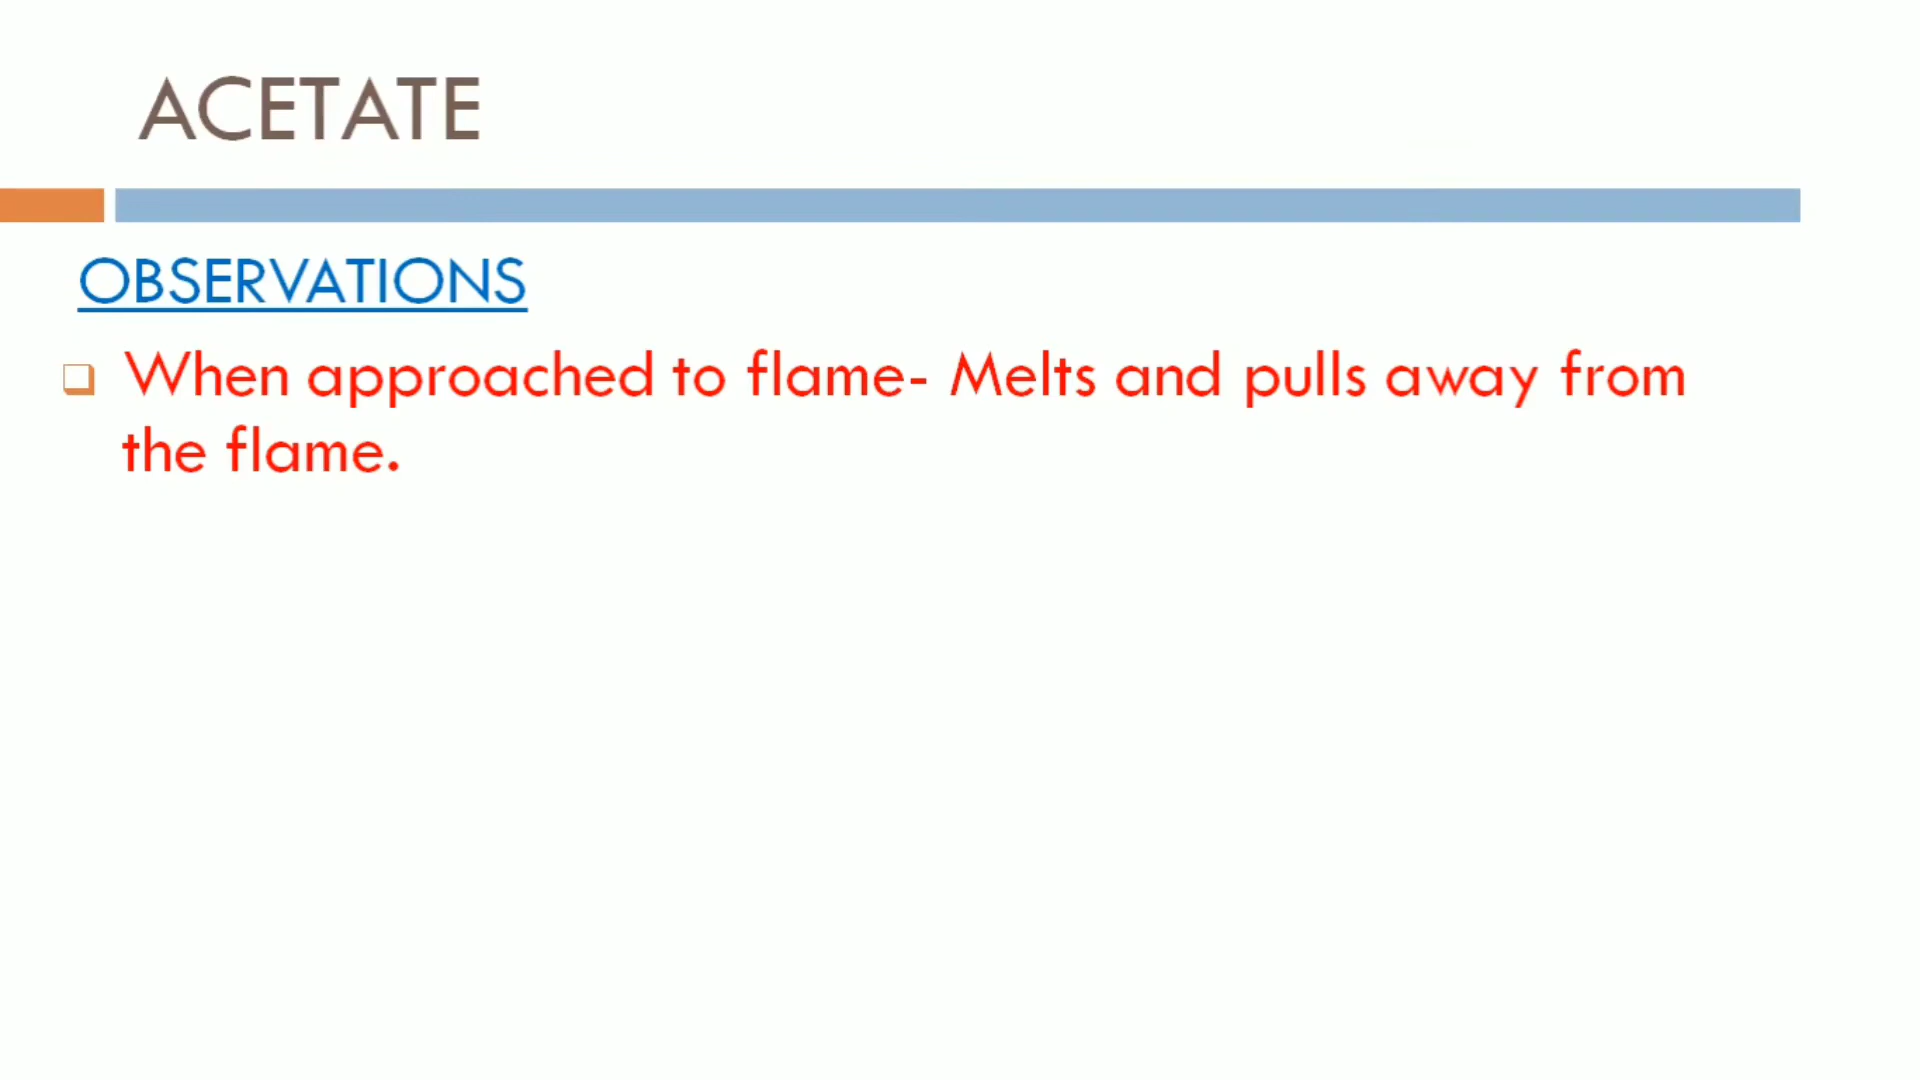 ACETATE
OBSERVATIONS
When approached to flame- Melts and pulls away from
the flame.